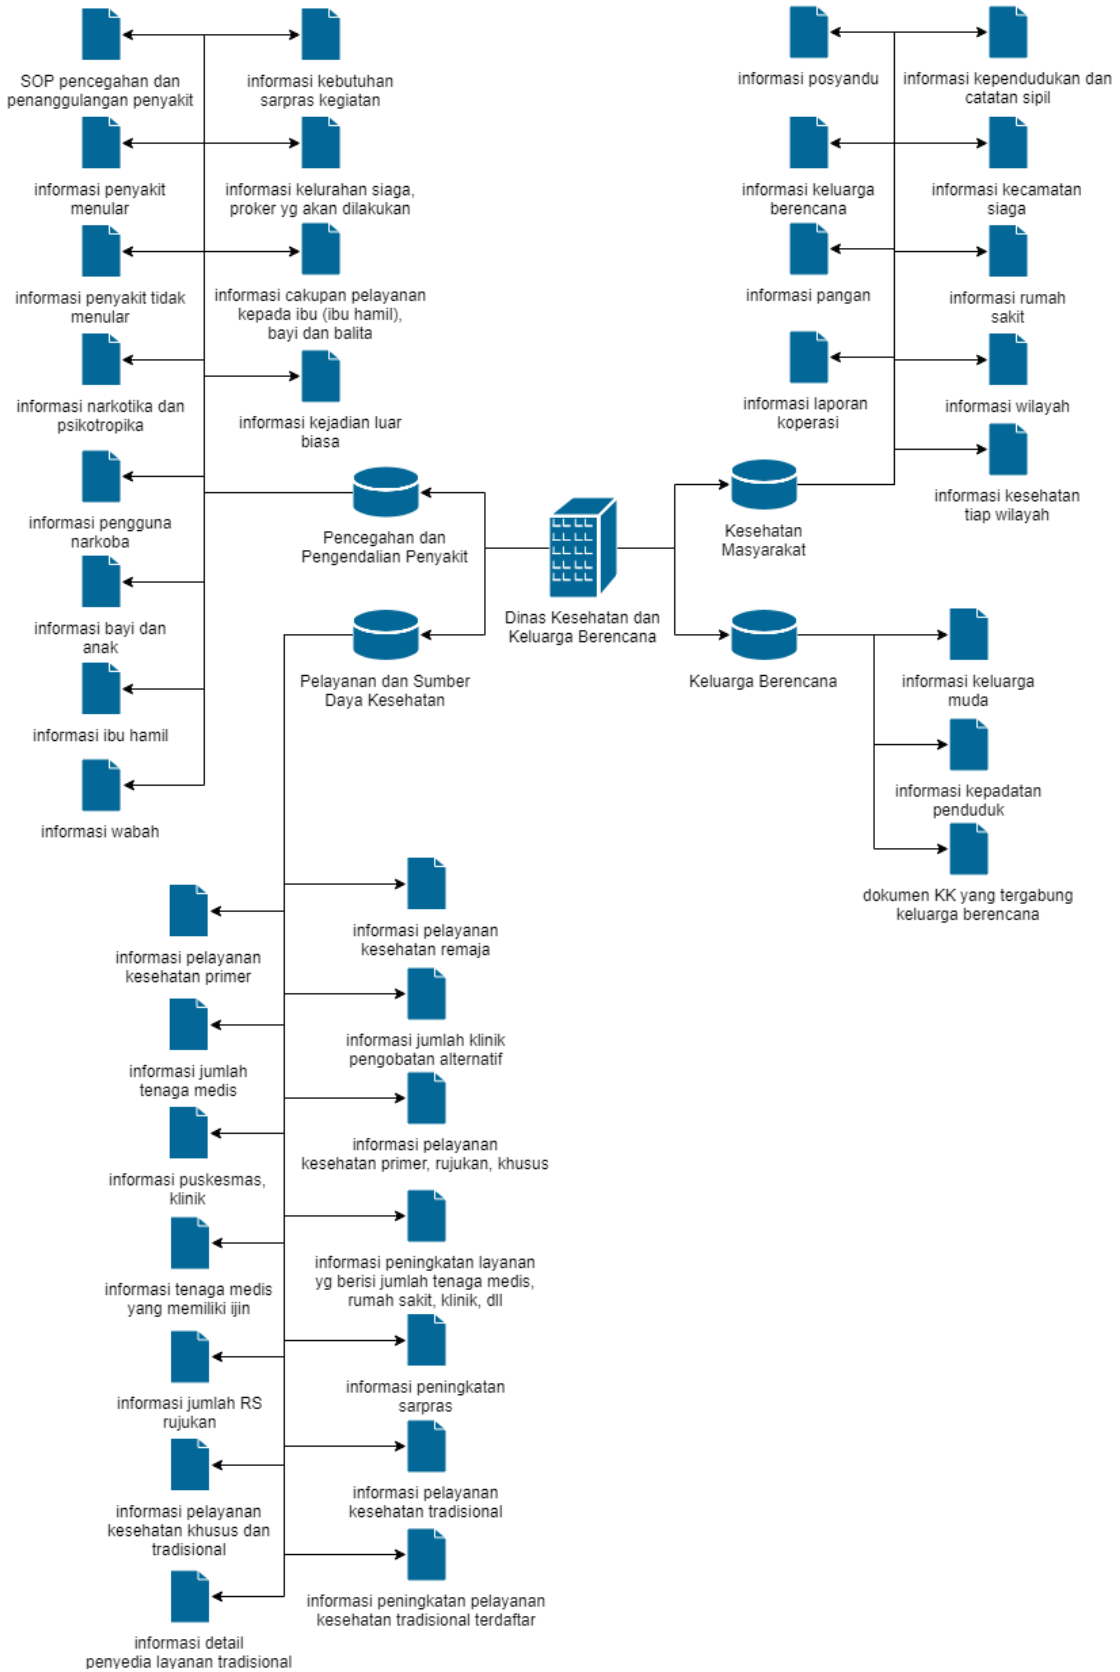 SOP pencegahan dan
penanggulangan penyakit
informasi kebutuhan
sarpras kegiatan
informasi penyakit
menular
informasi kelurahan siaga,
proker yg akan dilakukan
informasi penyakit tidak
menular
informasi cakupan pelayanan
kepada ibu (ibu hamil),
bayi dan balita
informasi narkotika dan
psikotropika
informasi kejadian luar
biasa
informasi pengguna
narkoba
informasi bayi dan
anak
informasi ibu hamil
informasi wabah
informasi posyandu
informasi kependudukan dan
catatan sipil
informasi keluarga
berencana
informasi kecamatan
siaga
informasi pangan
informasi rumah
sakit
informasi laporan
koperasi
informasi wilayah
informasi kesehatan
tiap wilayah
Pencegahan dan
Pengendalian Penyakit
Kesehatan
Masyarakat
Dinas Kesehatan dan
Keluarga Berencana
Pelayanan dan Sumber
Daya Kesehatan
Keluarga Berencana
informasi keluarga
muda
informasi kepadatan
penduduk
dokumen KK yang tergabung
keluarga berencana
informasi pelayanan
kesehatan remaja
informasi pelayanan
kesehatan primer
informasi jumlah klinik
pengobatan alternatif
informasi jumlah
tenaga medis
informasi pelayanan
kesehatan primer, rujukan, khusus
informasi puskesmas,
klinik
informasi peningkatan layanan
yg berisi jumlah tenaga medis,
rumah sakit, klinik, dll
informasi tenaga medis
yang memiliki ijin
informasi peningkatan
sarpras
informasi jumlah RS
rujukan
informasi pelayanan
kesehatan tradisional
informasi pelayanan
kesehatan khusus dan
tradisional
informasi peningkatan pelayanan
kesehatan tradisional terdaftar
informasi detail
penyedia layanan tradisional